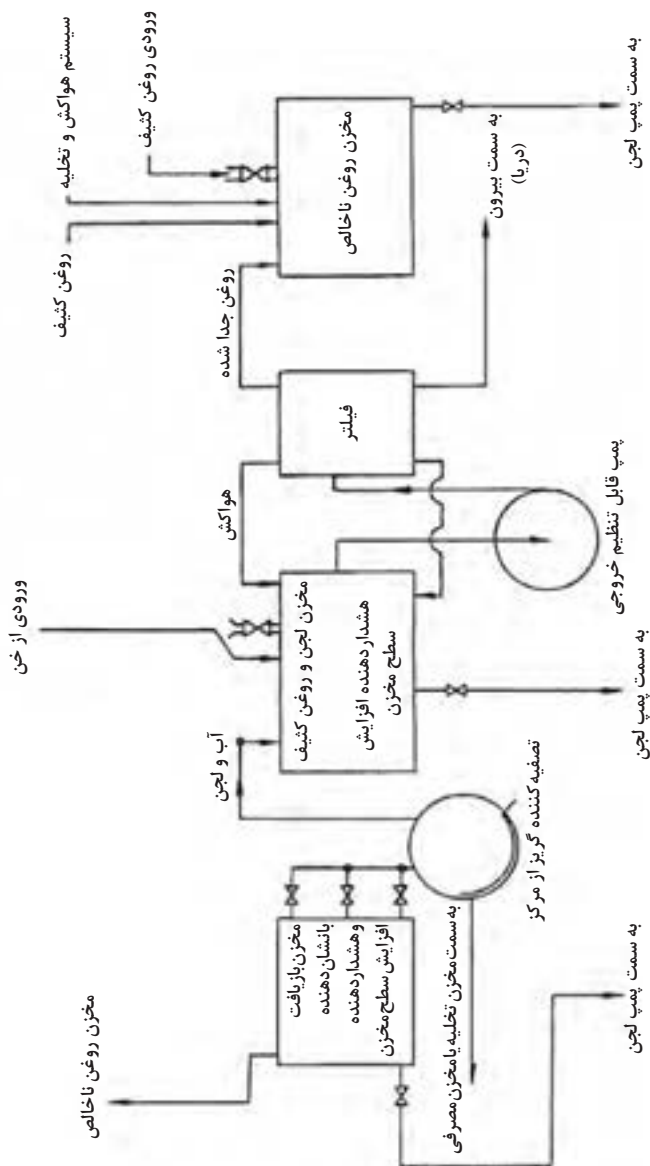 مخزن روغن ناخالص
مخزن بازیافت
بانشان دهنده
وهشداردهنده
افزایش سطح مخزن
به سمت پمپ لجن
به سمت مخزن تخلیه یا مخزن مصرفی
تصفیه کننده گریز از مرکز
آب و لجن
ورودی از خن
مخزن لجن و روغن کثیف
هشدار دهنده افزایش
سطح مخزن
به سمت پمپ لجن
هواکش
پمپ قابل تنظیم خروجی
فیلتر
روغن جدا شده
به سمت بیرون
(دریا)
روغن کثیف
سیستم هواکش و تخلیه
ورودی روغن کثیف
مخزن روغن ناخالص
به سمت پمپ لجن